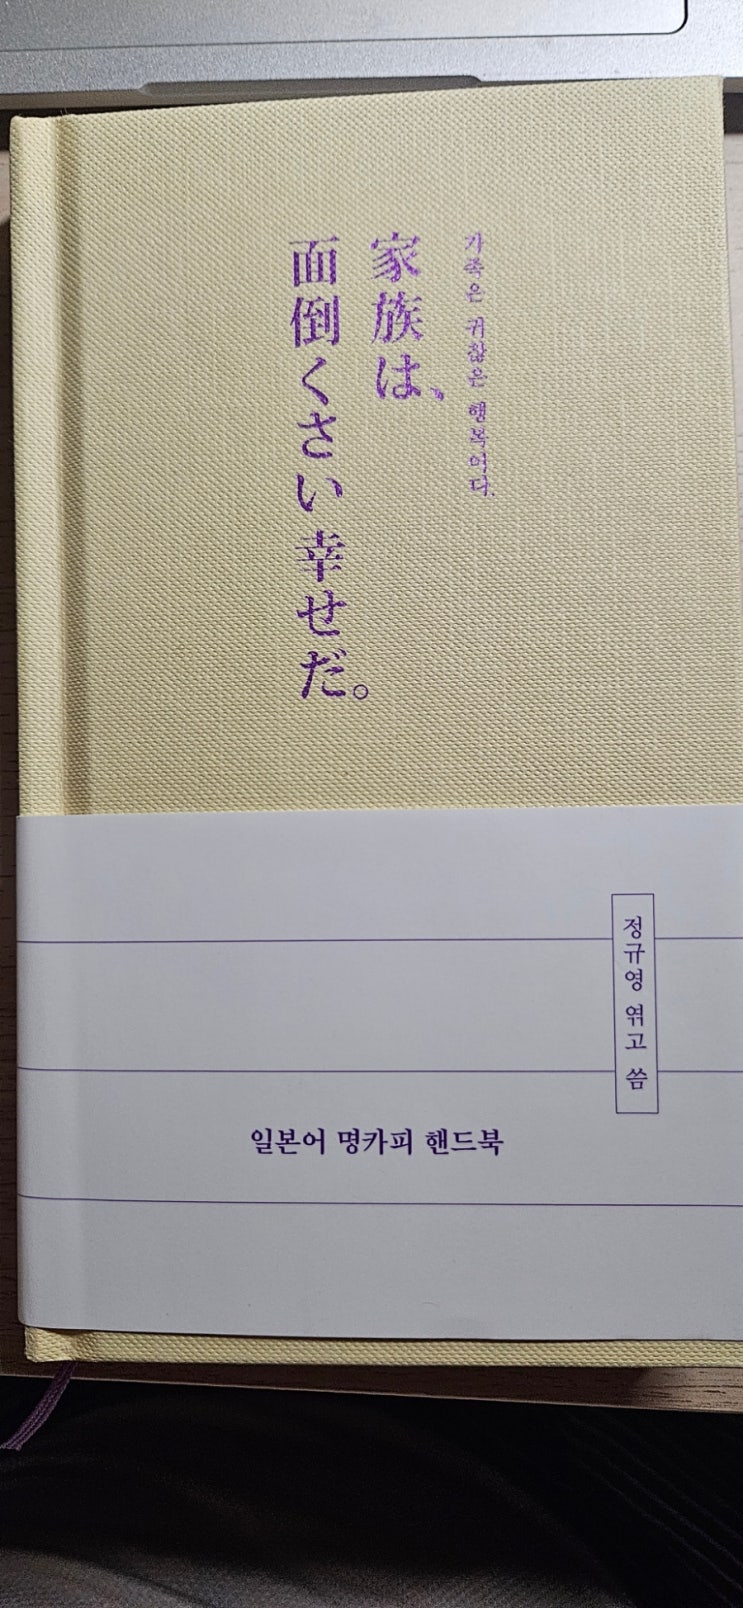 가족은 귀찮은 행복이다.
家族は、
面倒くさい幸せだ。
정규영 엮고 씀
일본어 명카피 핸드북